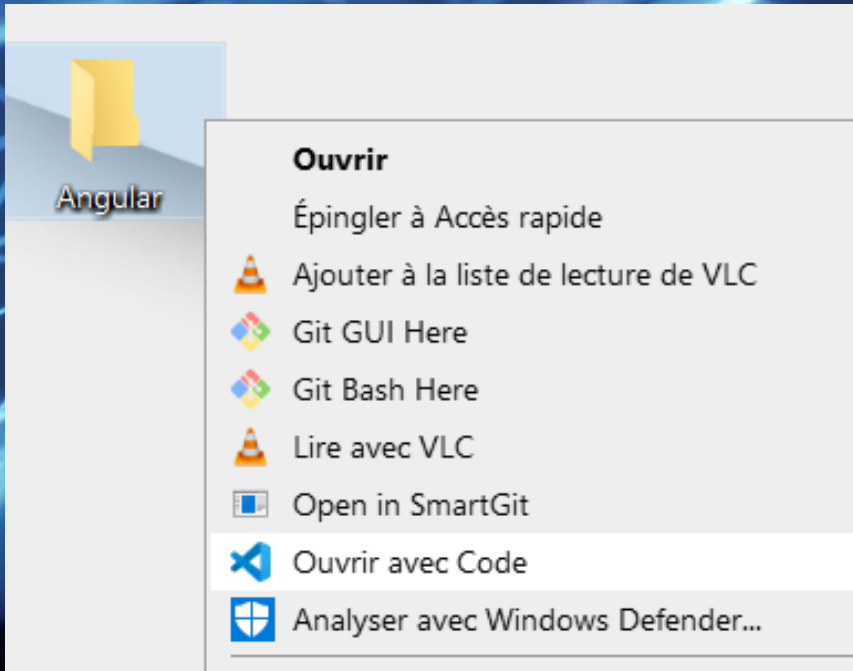 Angular
Ouvrir
Épingler à Accès rapide
Ajouter à la liste de lecture de VLC
Git GUI Here
Git Bash Here
Lire avec VLC
Open in SmartGit
Ouvrir avec Code
Analyser avec Windows Defender...